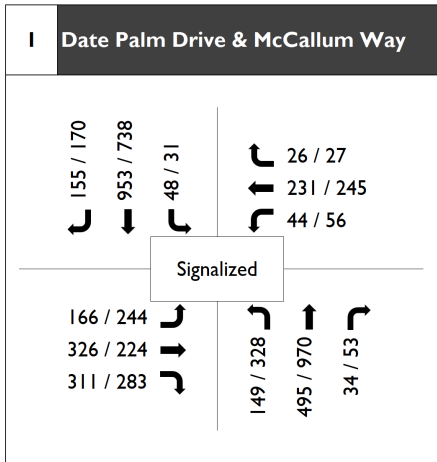 1 Date Palm Drive & McCallum Way
155 / 170
953 / 738
48 / 31
26 / 27
231 / 245
44 / 56
Signalized
166 / 244
326 / 224
311 / 283
149 / 328
495 / 970
34 / 53